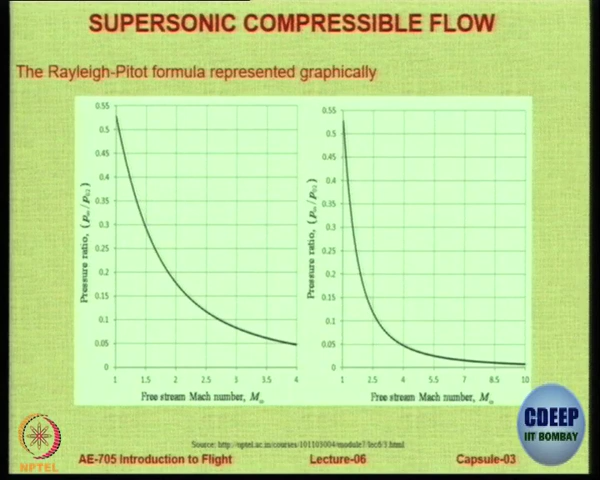 SUPERSONIC COMPRESSIBLE FLOW
The Rayleigh-Pitot formula represented graphically
0.55
0.5
0.45
0.4
0.35
0.3
0.25
0.2
0.15
0.1
0.05
0
Pressure ratio, (p∞/p02)
1 1.5 2 2.5 3 3.5 4
Free stream Mach number, M∞
0.55
0.5
0.45
0.4
0.35
0.3
0.25
0.2
0.15
0.1
0.05
0
Pressure ratio, (p∞/p02)
1 2.5 4 5.5 7 8.5 10
Free stream Mach number, M∞
CDEEP
IIT BOMBAY
NPTEL
AE-705 Introduction to Flight
Lecture-06
Capsule-03